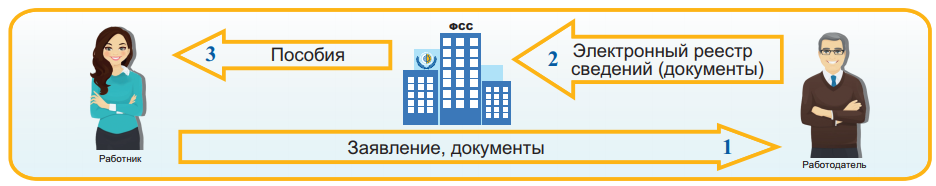 ФСС
3
Пособия
2
Электронный реестр
сведений (документы)
Заявление, документы
1
Работник
Работодатель